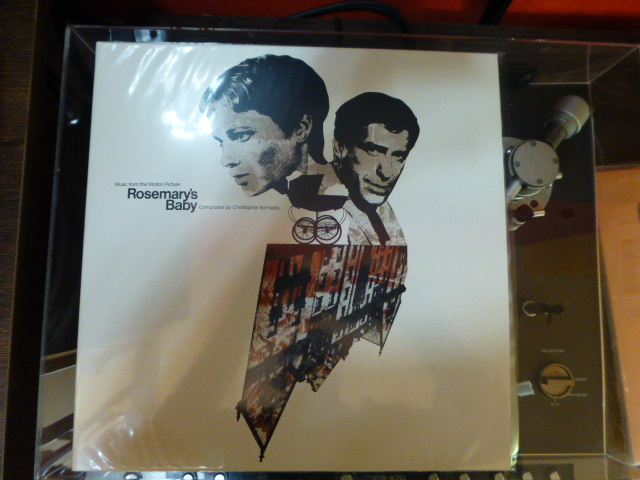 Music from the Motion Picture
Rosemary's
Baby Composed by Christopher Komeda